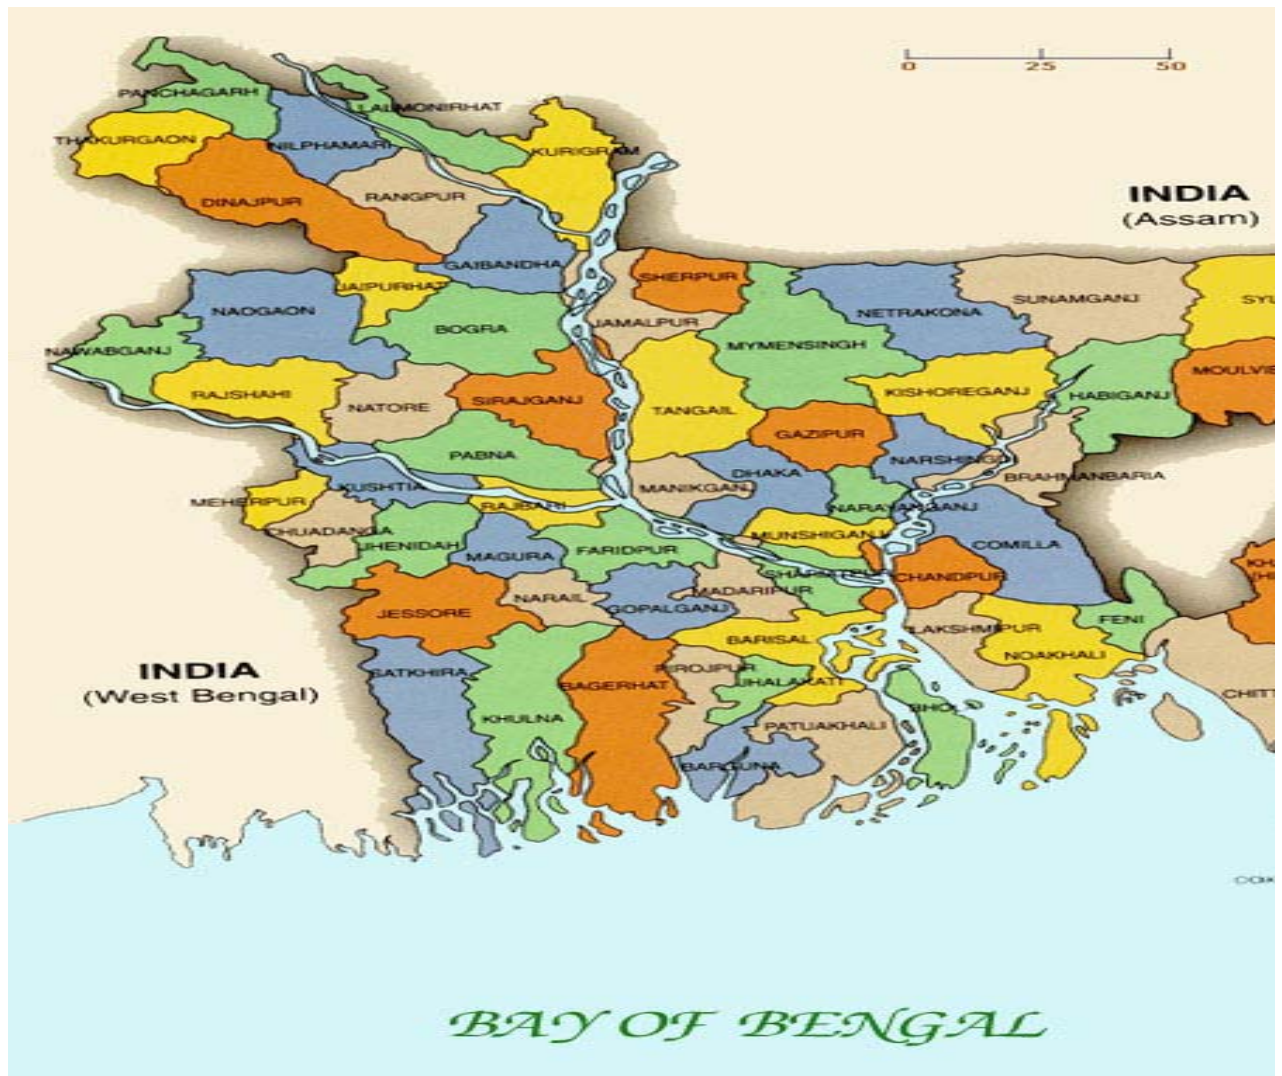 PANCHAGARH
LALMONIRHAT
0 25 50
THAKURGAON
NILPHAMARI
KURIGRAM
DINAJPUR
RANGPUR
INDIA
(Assam)
GAIBANDHA
SHERPUR
JAIPURHAT
NAOGAON
BOGRA
JAMALPUR
NETRAKONA
SUNAMGANJ
MYMENSINGH
NAWABGANJ
RAJSHAHI
NATORE
SIRAJGANJ
TANGAIL
KISHOREGANJ
HABIGANJ
GAZIPUR
PABNA
DHAKA
NARSHINGDI
BRAHMANBARIA
KUSHTIA
MANIKGANJ
MEHERPUR
RAJBARI
NARAYANGANJ
CHUADANGA
JHENIDAH
MAGURA
FARIDPUR
MUNSHIGANJ
COMILLA
SHARIATPUR
CHANDPUR
JESSORE
NARAIL
GOPALGANJ
MADARIPUR
LAKSHMIPUR
FENI
BARISAL
NOAKHALI
INDIA
(West Bengal)
SATKHIRA
BAGERHAT
PIROJPUR
JHALAKATI
KHULNA
PATUAKHALI
BHOLA
BARGUNA
BAY OF BENGAL